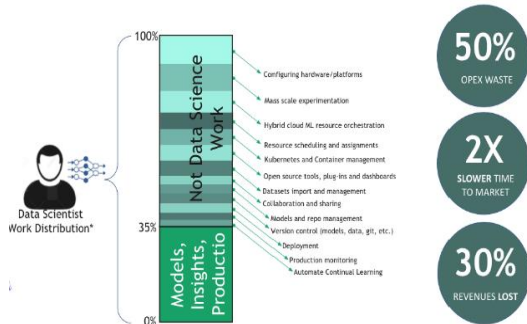 100%
Not Data Science
Work
35%
Models,
Insights,
Productio
0%
Data Scientist
Work Distribution*
Configuring hardware/platforms
Mass scale experimentation
Hybrid cloud ML resource orchestration
Resource scheduling and assignments
Kubernetes and Container management
Open source tools, plug-ins and dashboards
Datasets import and management
Collaboration and sharing
Models and repo management
Version control (models, data, git, etc.)
Deployment
Production monitoring
Automate Continual Learning
50%
OPEX WASTE
2X
SLOWER TIME
TO MARKET
30%
REVENUES LOST